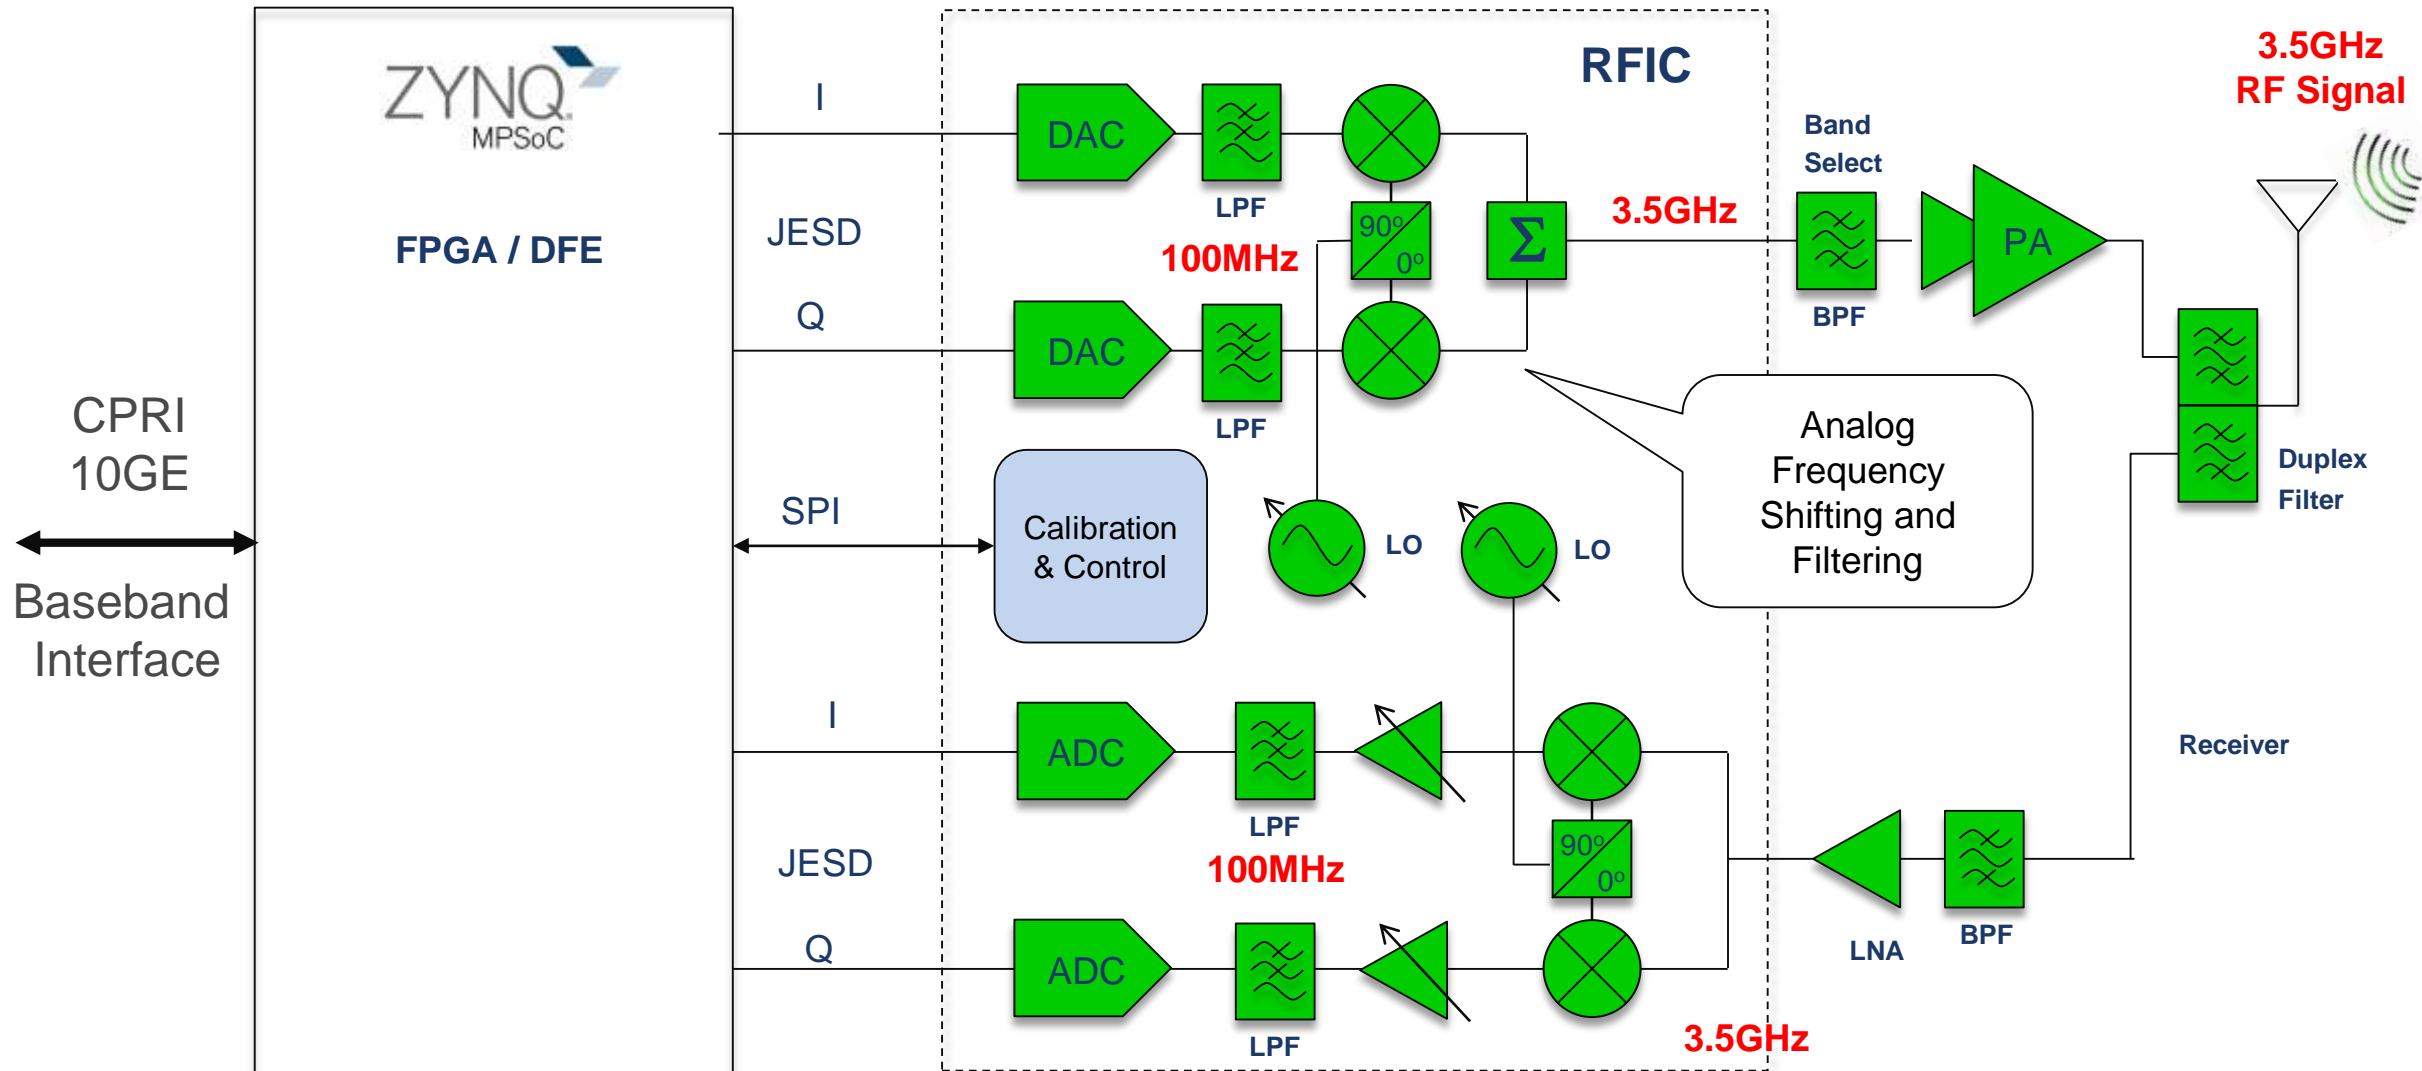 ZYNQ
MPSoC
FPGA / DFE
CPRI
10GE
Baseband
Interface
I
JESD
Q
SPI
I
JESD
Q
RFIC
DAC
LPF
90º
0º
100MHz
Σ
3.5GHz
DAC
LPF
Calibration
& Control
LO
LO
Analog
Frequency
Shifting and
Filtering
ADC
LPF
100MHz
90º
0º
ADC
LPF
3.5GHz
Band
Select
BPF
PA
3.5GHz
RF Signal
Duplex
Filter
Receiver
LNA
BPF